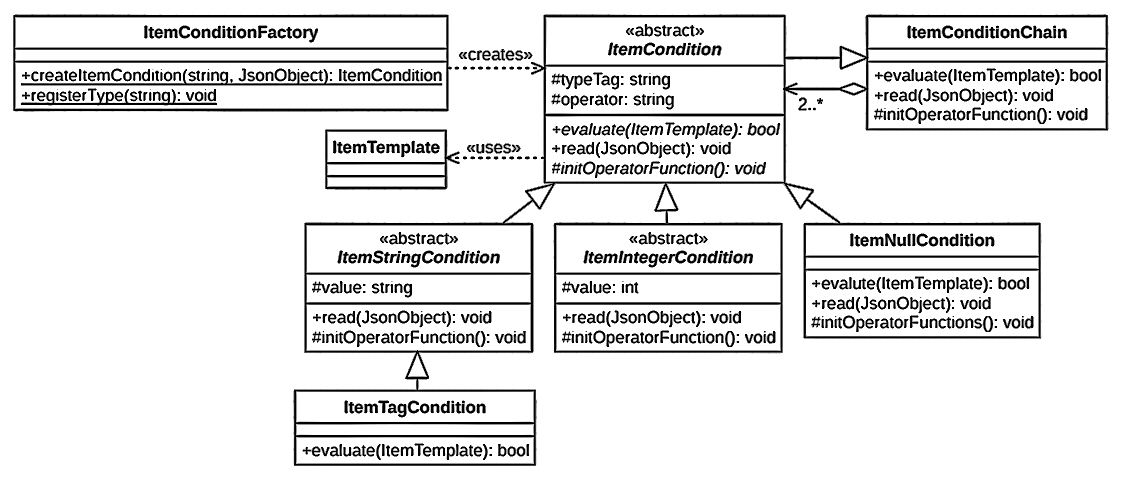 ItemConditionFactory
+createItemCondition(string, JsonObject): ItemCondition
+registerType(string): void
«creates»
«abstract»
ItemCondition
#typeTag: string
#operator: string
+evaluate(ItemTemplate): bool
+read(JsonObject): void
#initOperatorFunction(): void
ItemConditionChain
+evaluate(ItemTemplate): bool
+read(JsonObject): void
#initOperatorFunction(): void
2..*
ItemTemplate
«uses»
«abstract»
ItemStringCondition
#value: string
+read(JsonObject): void
#initOperatorFunction(): void
«abstract»
ItemIntegerCondition
#value: int
+read(JsonObject): void
#initOperatorFunction(): void
ItemNullCondition
+evalute(ItemTemplate): bool
+read(JsonObject): void
#initOperatorFunctions(): void
ItemTagCondition
+evaluate(ItemTemplate): bool